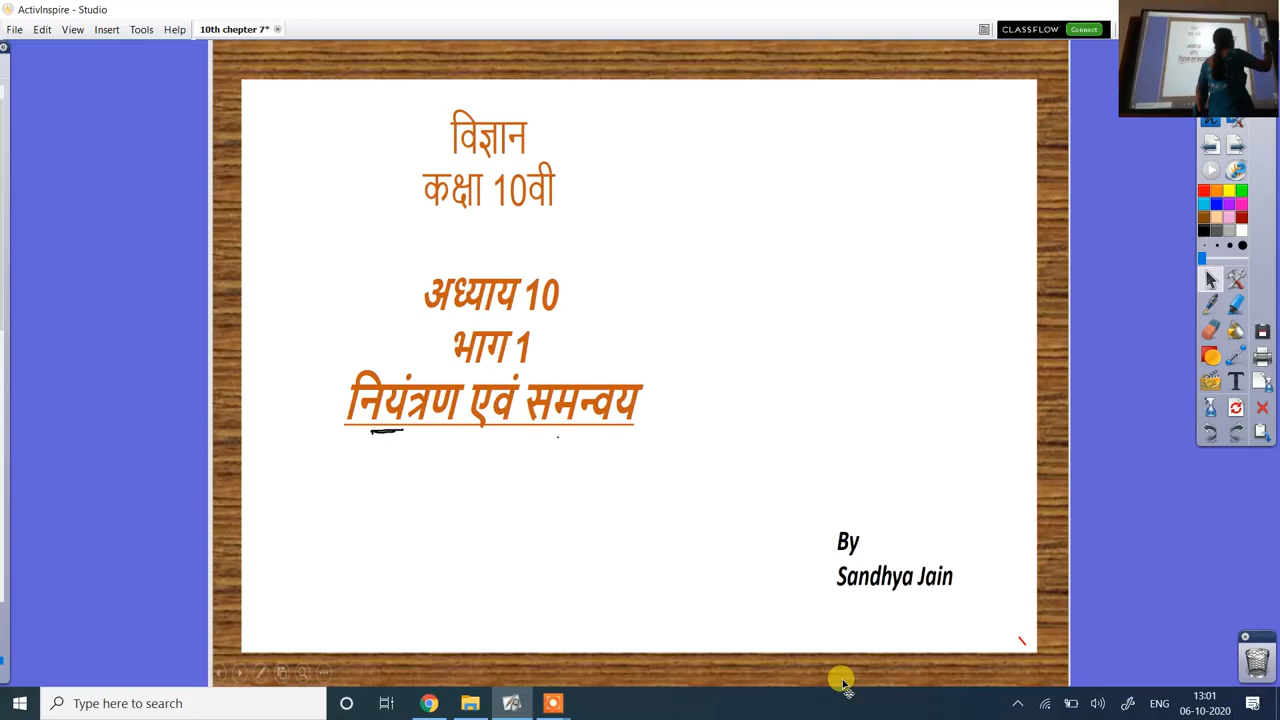 ActivInspire - Studio
File Edit View Insert Tools Help
10th chepter 7*
CLASSFLOW Connect
विज्ञान
कक्षा 10वी
अध्याय 10
भाग 1
नियंत्रण एवं समन्वय
By
Sandhya Jain
T
Type here to search
ENG
13:01
06-10-2020